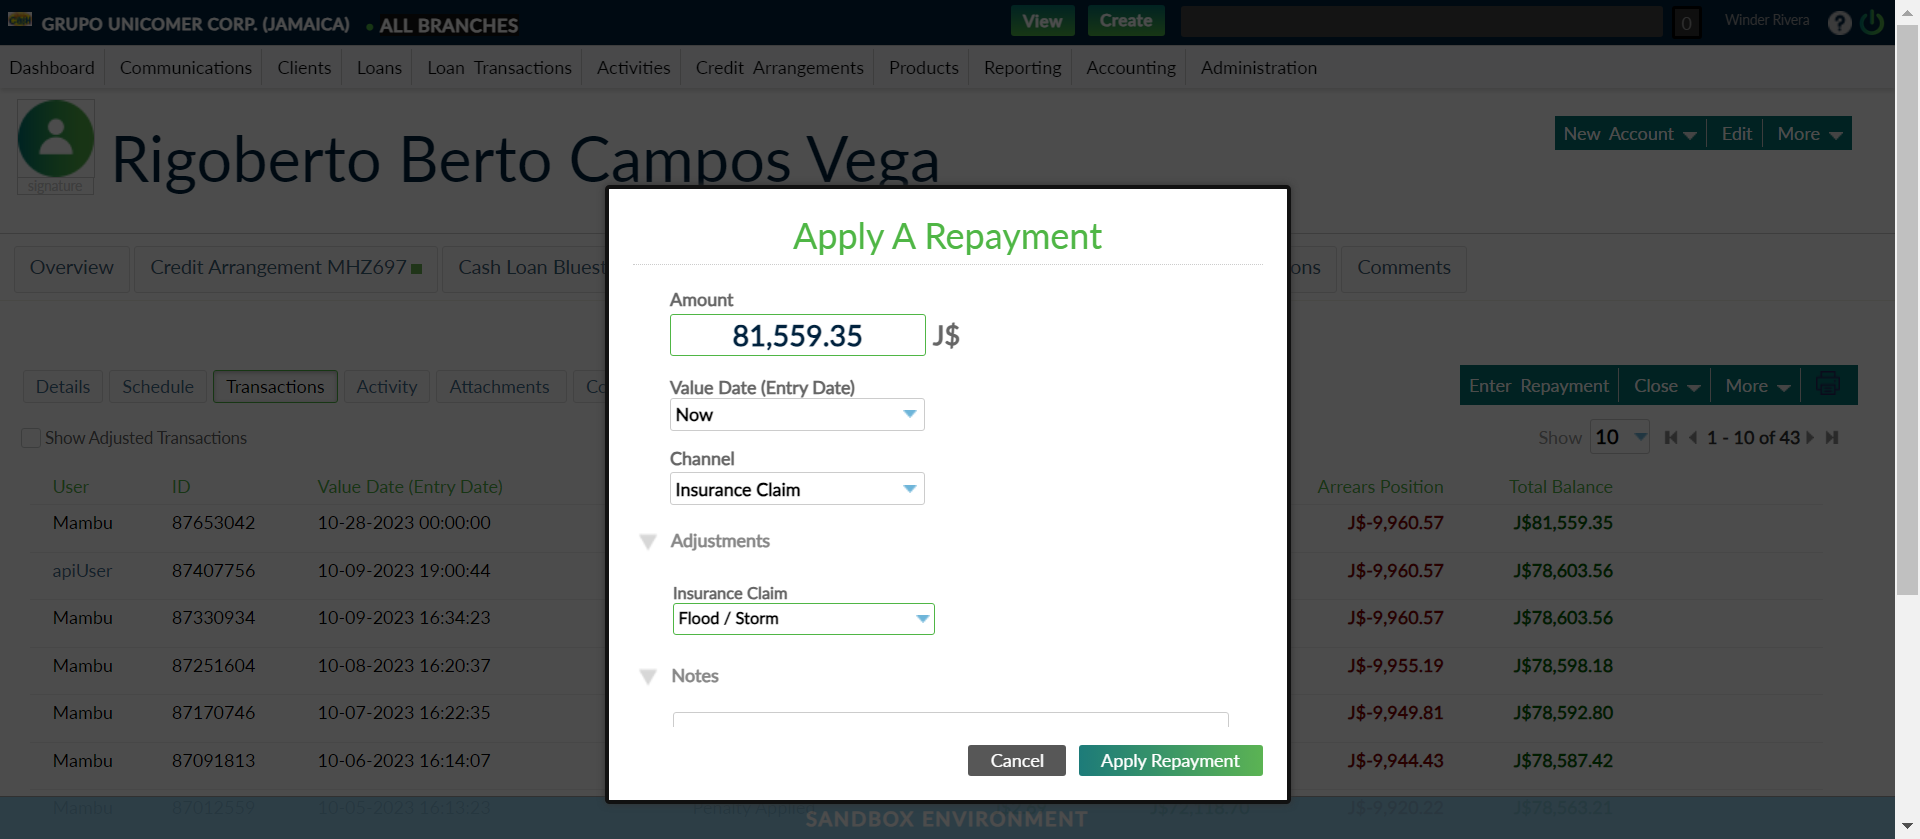 GRUPO UNICOMER CORP. (JAMAICA) ALL BRANCHES View Create 0 Winder Rivera ?
Dashboard Communications Clients Loans Loan Transactions Activities Credit Arrangements Products Reporting Accounting Administration
signature
Rigoberto Berto Campos Vega
New Account Edit More
Overview Credit Arrangement MHZ697 Cash Loan Bluest ons Comments
Details Schedule Transactions Activity Attachments Co
Enter Repayment Close More
Show Adjusted Transactions
Show 10 1 - 10 of 43
User ID Value Date (Entry Date) Arrears Position Total Balance
Mambu 87653042 10-28-2023 00:00:00 J$-9,960.57 J$81,559.35
apiUser 87407756 10-09-2023 19:00:44 J$-9,960.57 J$78,603.56
Mambu 87330934 10-09-2023 16:34:23 J$-9,960.57 J$78,603.56
Mambu 87251604 10-08-2023 16:20:37 J$-9,955.19 J$78,598.18
Mambu 87170746 10-07-2023 16:22:35 J$-9,949.81 J$78,592.80
Mambu 87091813 10-06-2023 16:14:07 J$-9,944.43 J$78,587.42
Mambu 87012559 10-05-2023 16:13:23 J$-9,920.22 J$78,563.21
Apply A Repayment
Amount
81,559.35 J$
Value Date (Entry Date)
Now
Channel
Insurance Claim
Adjustments
Insurance Claim
Flood / Storm
Notes
Cancel Apply Repayment
SANDBOX ENVIRONMENT